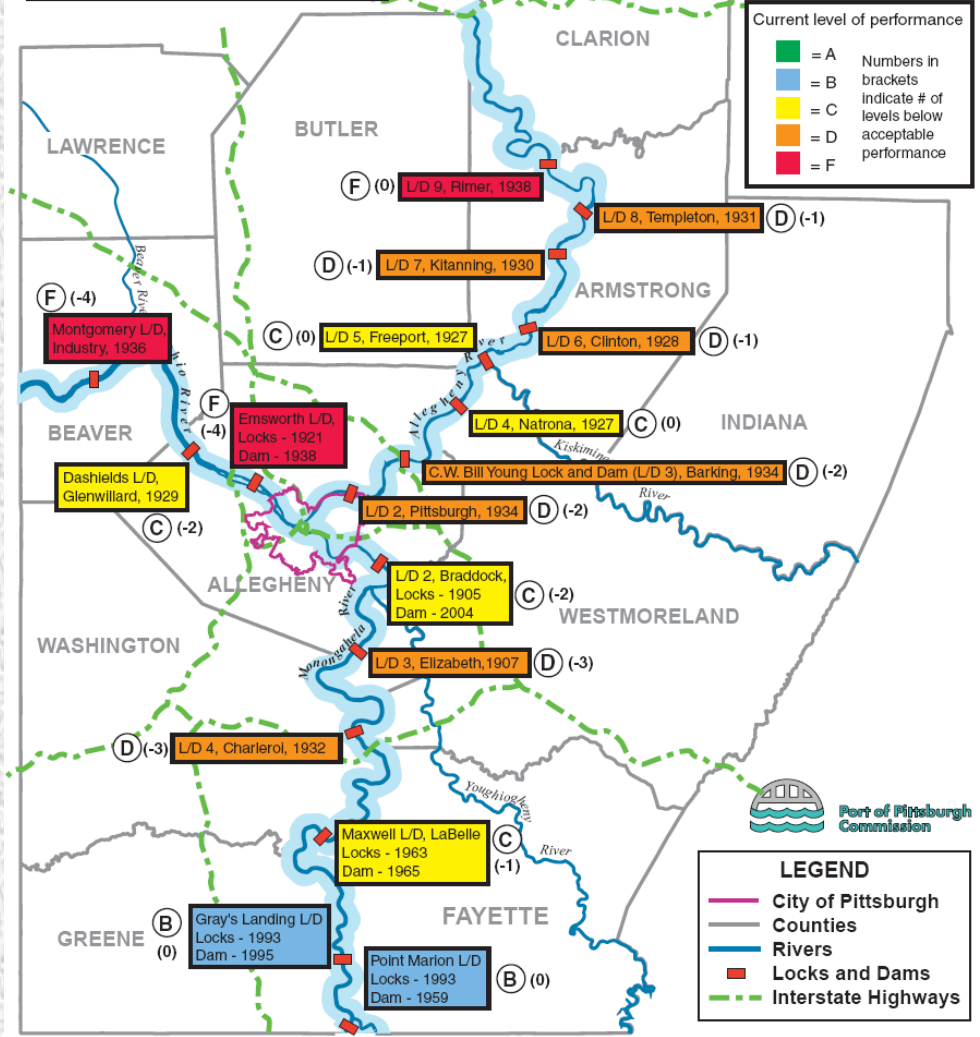 Current level of performance
= A
= B
= C
= D
= F
Numbers in
brackets
indicate # of
levels below
acceptable
performance
CLARION
BUTLER
LAWRENCE
F (0)
L/D 9, Rimer, 1938
L/D 8, Templeton, 1931
D (-1)
D (-1)
L/D 7, Kitanning, 1930
ARMSTRONG
Beaver River
F (-4)
Montgomery L/D,
Industry, 1936
C (0)
L/D 5, Freeport, 1927
L/D 6, Clinton, 1928
D (-1)
Allegheny River
Ohio River
F
(-4)
Emsworth L/D,
Locks - 1921
Dam - 1938
L/D 4, Natrona, 1927
C (0)
INDIANA
BEAVER
Kiskimine
River
Dashields L/D,
Glenwillard, 1929
C (-2)
C.W. Bill Young Lock and Dam (L/D 3), Barking, 1934
D (-2)
L/D 2, Pittsburgh, 1934
D (-2)
ALLEGHENY
L/D 2, Braddock,
Locks - 1905
Dam - 2004
C (-2)
WESTMORELAND
WASHINGTON
Monongahela River
L/D 3, Elizabeth,1907
D (-3)
D (-3)
L/D 4, Charleroi, 1932
Youghiogheny
River
Port of Pittsburgh
Commission
Maxwell L/D, LaBelle
Locks - 1963
Dam - 1965
C
(-1)
FAYETTE
GREENE
B
(0)
Gray's Landing L/D
Locks - 1993
Dam - 1995
Point Marion L/D
Locks - 1993
Dam - 1959
B (0)
LEGEND
City of Pittsburgh
Counties
Rivers
Locks and Dams
Interstate Highways